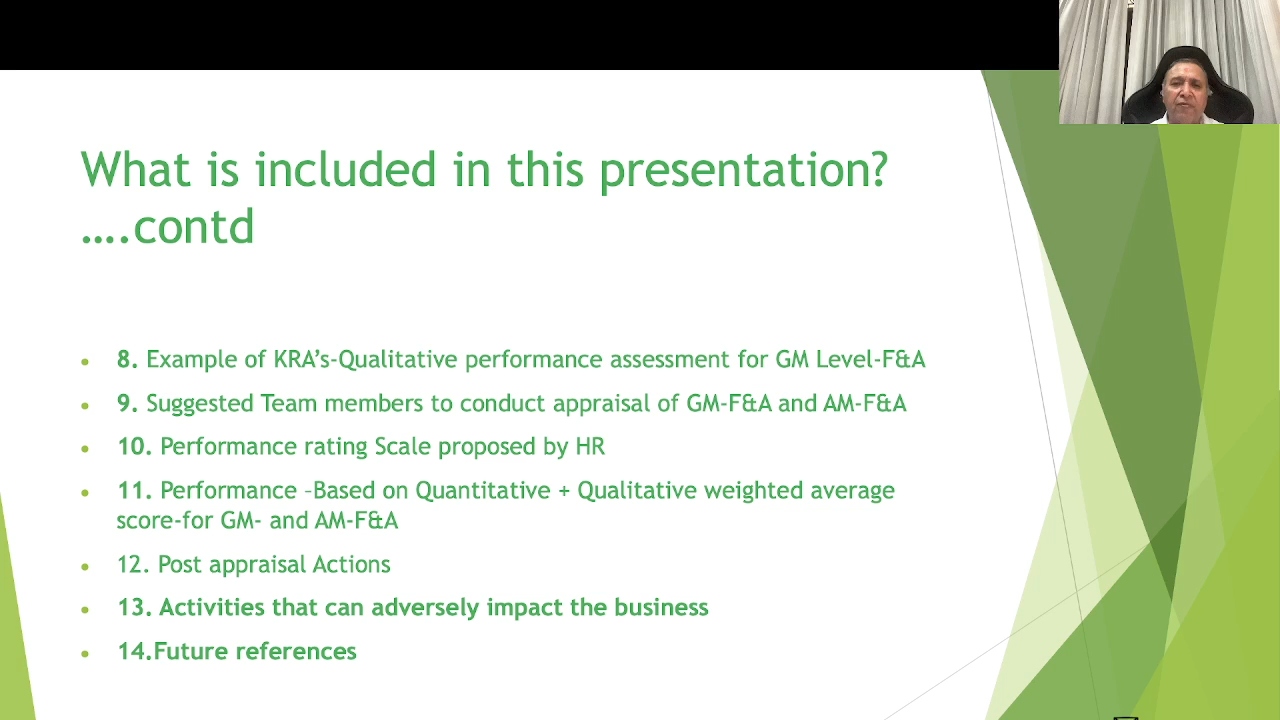 What is included in this presentation?
....contd
• 8. Example of KRA’s-Qualitative performance assessment for GM Level-F&A
• 9. Suggested Team members to conduct appraisal of GM-F&A and AM-F&A
• 10. Performance rating Scale proposed by HR
• 11. Performance –Based on Quantitative + Qualitative weighted average
score-for GM- and AM-F&A
• 12. Post appraisal Actions
• 13. Activities that can adversely impact the business
• 14.Future references